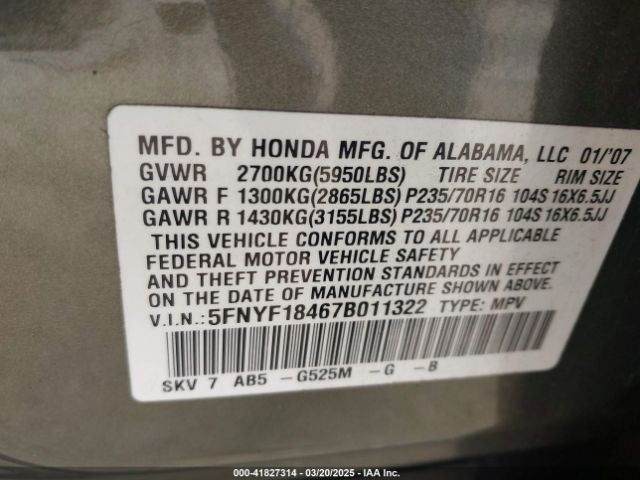 MFD. BY HONDA MFG. OF ALABAMA, LLC 01/'07
GVWR 2700KG(5950LBS) TIRE SIZE RIM SIZE
GAWR F 1300KG(2865LBS) P235/70R16 104S 16X6.5JJ
GAWR R 1430KG(3155LBS) P235/70R16 104S 16X6.5JJ
THIS VEHICLE CONFORMS TO ALL APPLICABLE
FEDERAL MOTOR VEHICLE SAFETY
AND THEFT PREVENTION STANDARDS IN EFFECT
ON THE DATE OF MANUFACTURE SHOWN ABOVE.
V.I.N.:5FNYF18467B011322 TYPE: MPV
SKV 7 AB5 -G525M -G -B
000-41827314 — 03/20/2025 — IAA Inc.